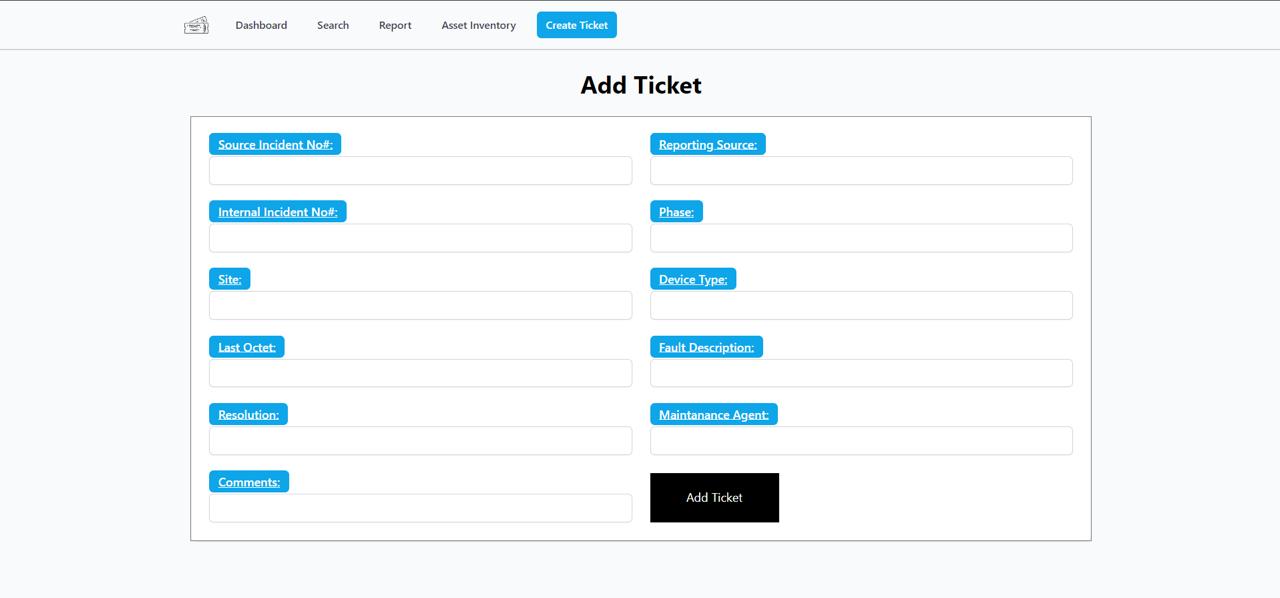 Dashboard Search Report Asset Inventory Create Ticket
Add Ticket
Source Incident No#: Reporting Source:
Internal Incident No#: Phase:
Site: Device Type:
Last Octet: Fault Description:
Resolution: Maintanance Agent:
Comments: Add Ticket